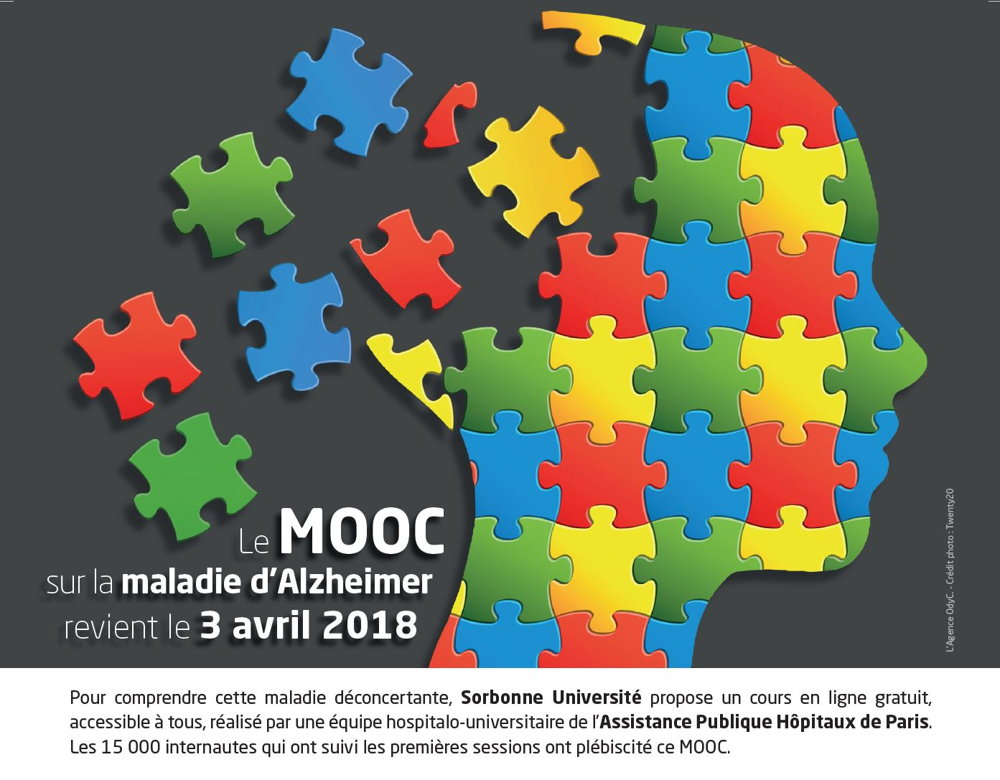 Le MOOC
sur la maladie d'Alzheimer
revient le 3 avril 2018
L'Agence OdyC. - Crédit photo : Twenty20
Pour comprendre cette maladie déconcertante, Sorbonne Université propose un cours en ligne gratuit,
accessible à tous, réalisé par une équipe hospitalo-universitaire de l'Assistance Publique Hôpitaux de Paris.
Les 15 000 internautes qui ont suivi les premières sessions ont plébiscité ce MOOC.